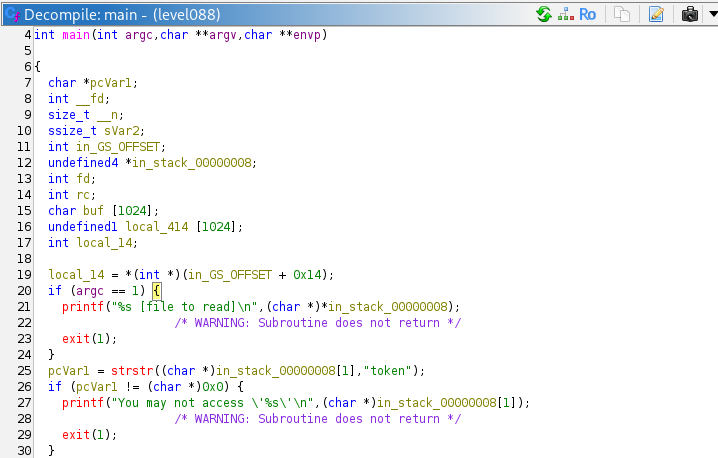 Decompile: main - (level088)
Ro
4 int main(int argc,char **argv,char **envp)
5
6 {
7   char *pcVar1;
8   int __fd;
9   size_t __n;
10   ssize_t sVar2;
11   int in_GS_OFFSET;
12   undefined4 *in_stack_00000008;
13   int fd;
14   int rc;
15   char buf [1024];
16   undefined1 local_414 [1024];
17   int local_14;
18
19   local_14 = *(int *)(in_GS_OFFSET + 0x14);
20   if (argc == 1) {
21     printf("%s [file to read]\n",(char *)*in_stack_00000008);
22                     /* WARNING: Subroutine does not return */
23     exit(1);
24   }
25   pcVar1 = strstr((char *)in_stack_00000008[1],"token");
26   if (pcVar1 != (char *)0x0) {
27     printf("You may not access \'%s\'\n",(char *)in_stack_00000008[1]);
28                     /* WARNING: Subroutine does not return */
29     exit(1);
30   }